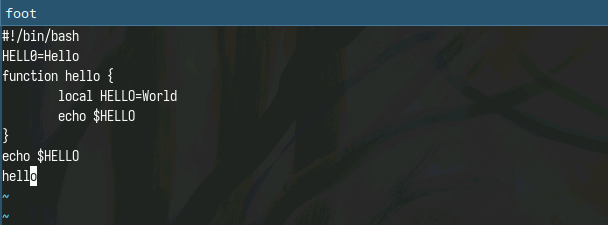 foot
#!/bin/bash
HELLO=Hello
function hello {
        local HELLO=World
        echo $HELLO
}
echo $HELLO
hello
~
~